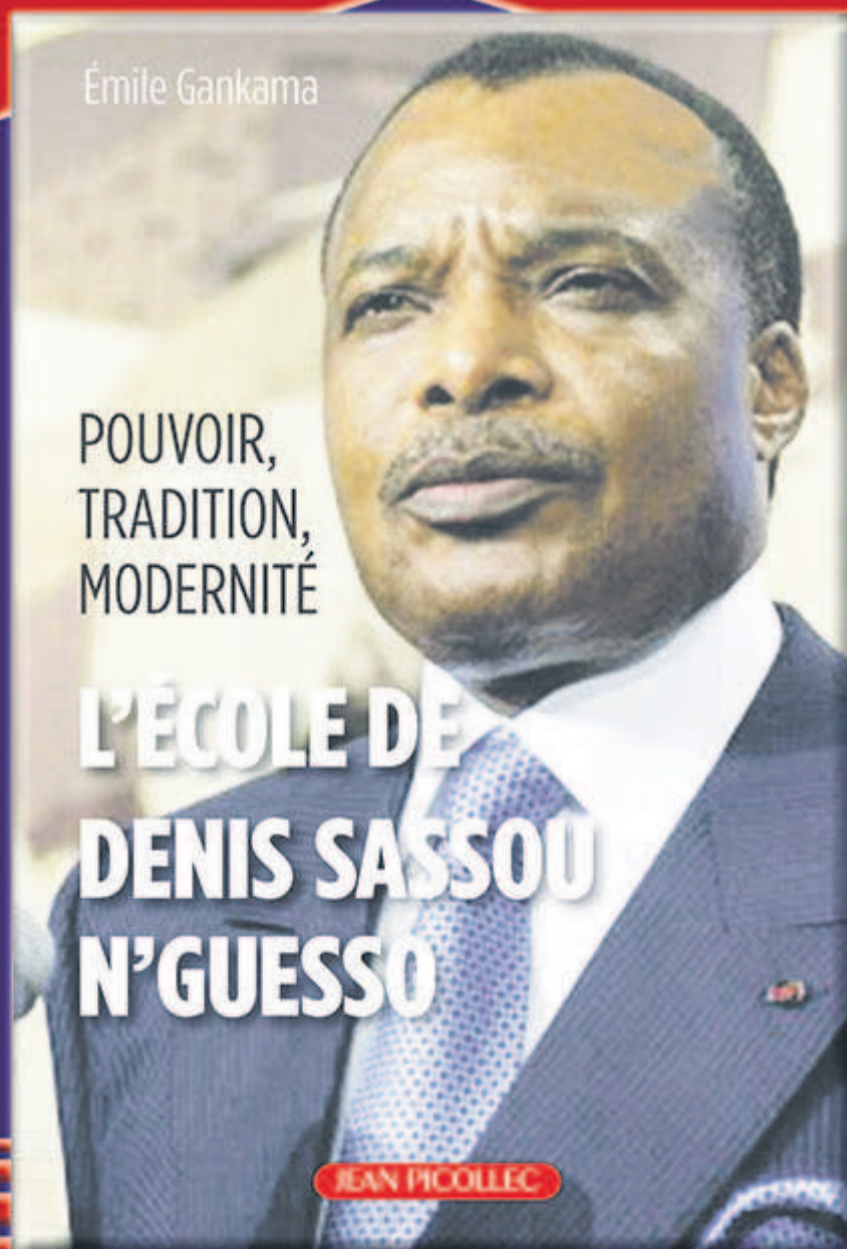 Émile Gankama
POUVOIR,
TRADITION,
MODERNITÉ
L'ÉCOLE DE
DENIS SASSOU
N'GUESSO
JEAN PICOLLEC